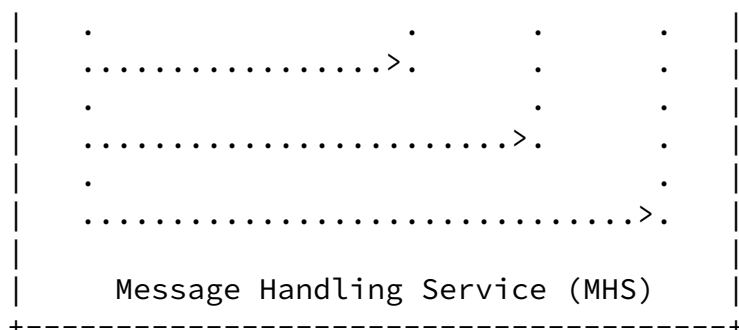 |   .                 .      .      .   |
|   .................>.      .      .   |
|   .                        .      .   |
|   ........................>.      .   |
|   .                               .   |
|   ...............................>.   |
|                                       |
|     Message Handling Service (MHS)    |
+---------------------------------------+